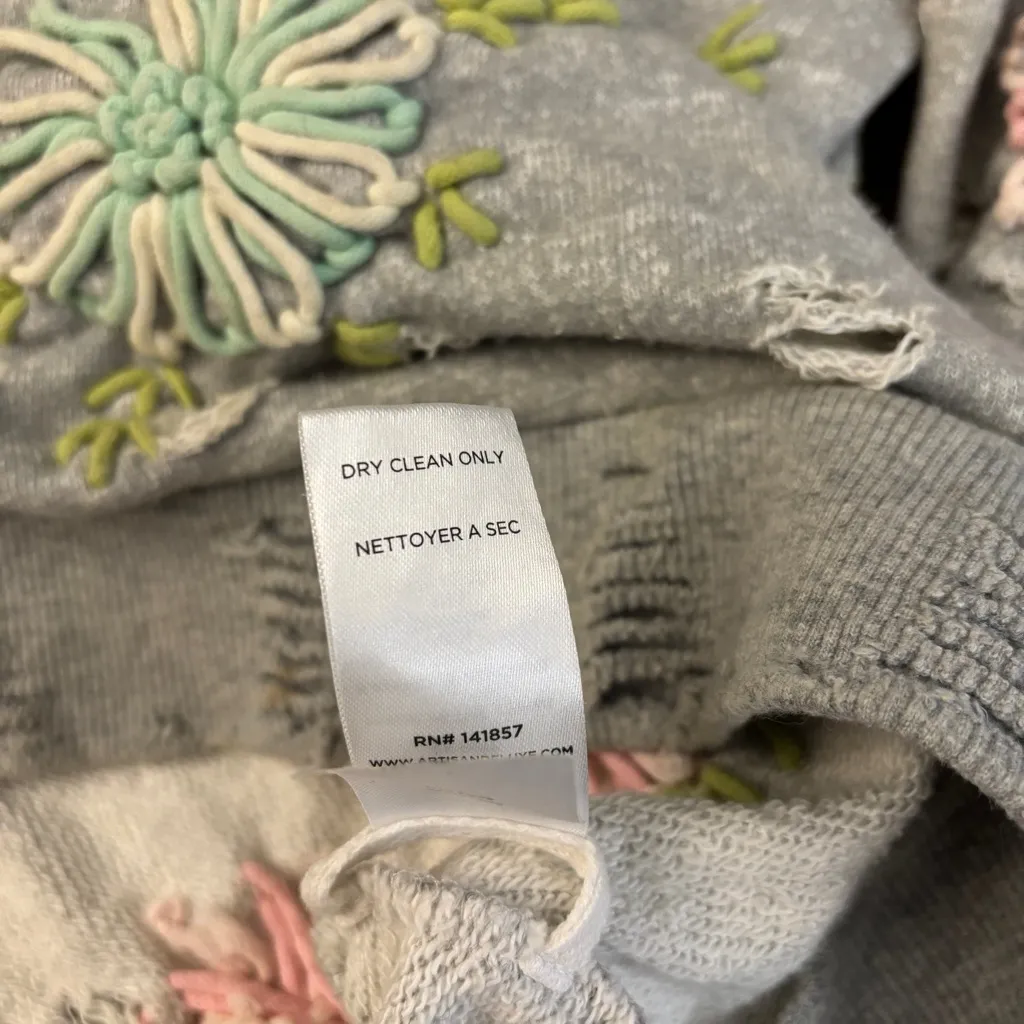 DRY CLEAN ONLY
NETTOYER A SEC
RN# 141857
WWW.ARTISANDELUXE.COM